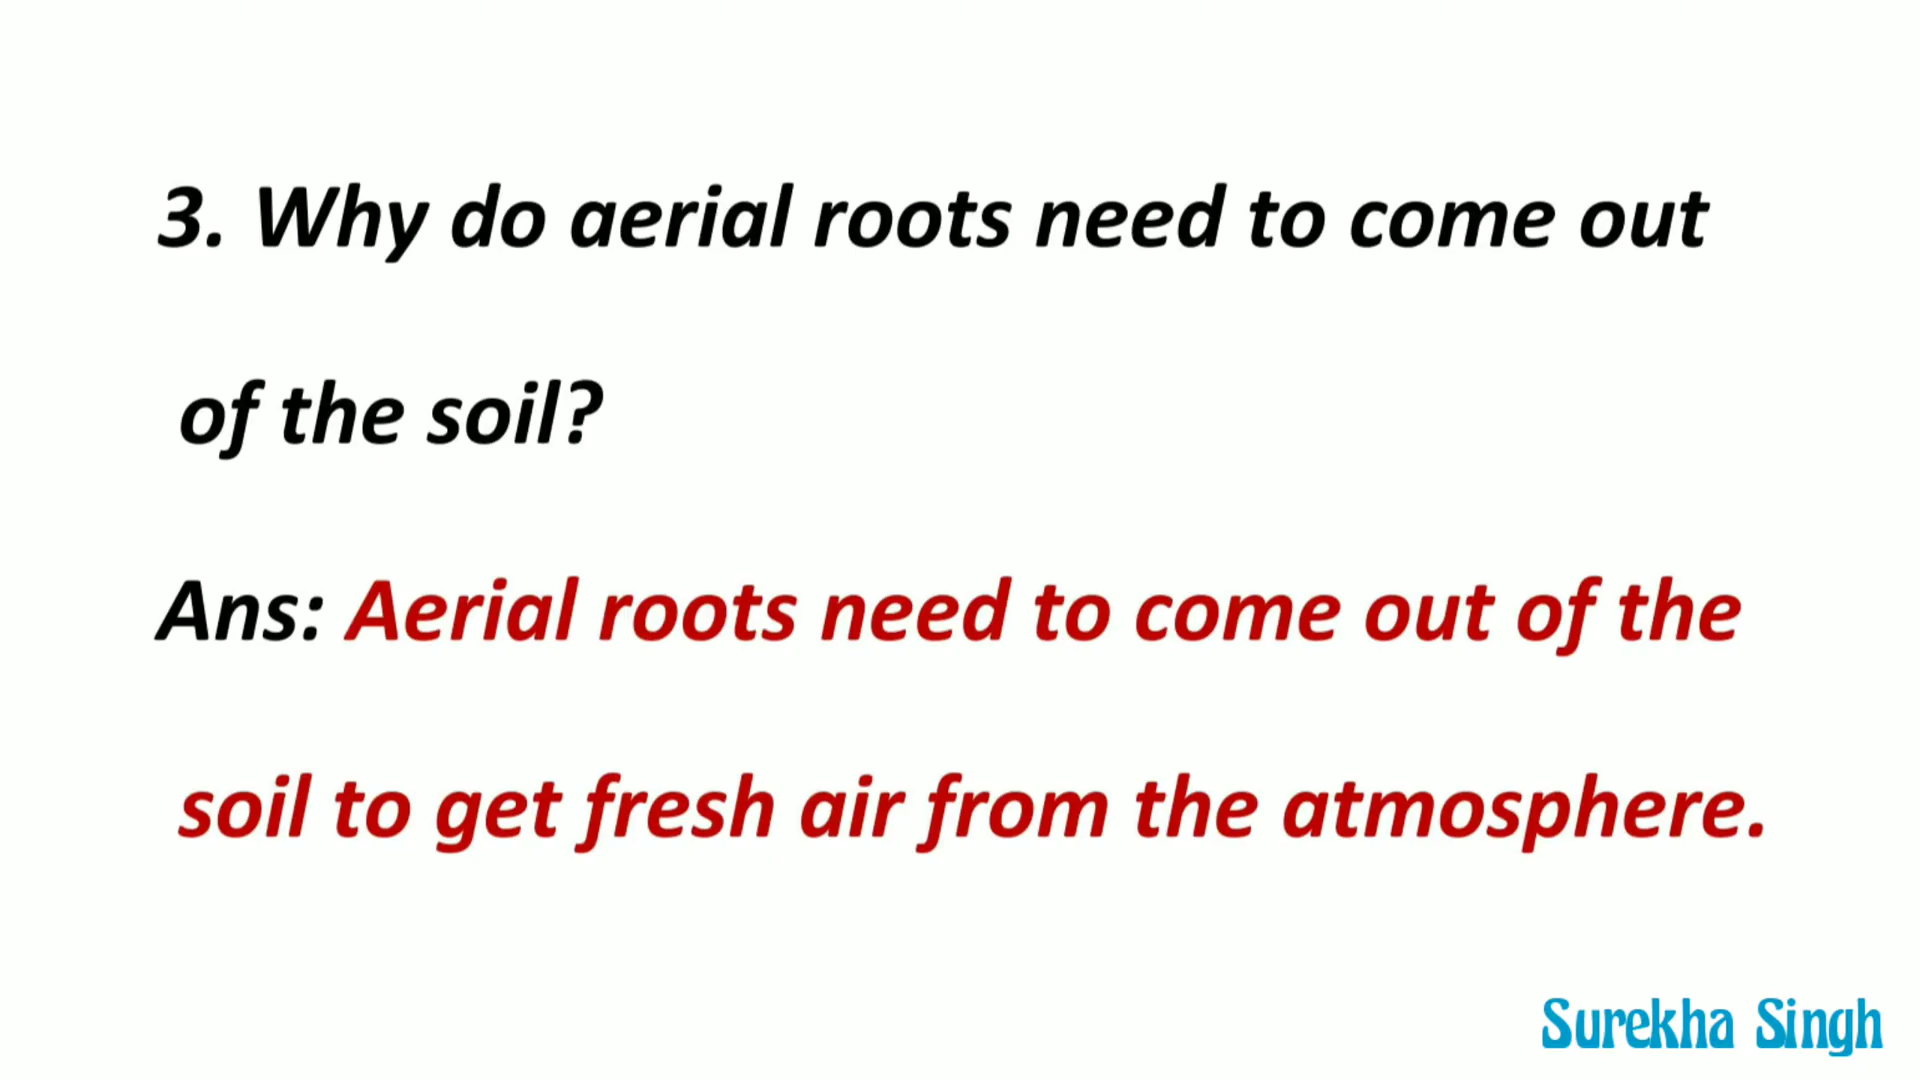 3. Why do aerial roots need to come out
of the soil?
Ans: Aerial roots need to come out of the
soil to get fresh air from the atmosphere.
Surekha Singh